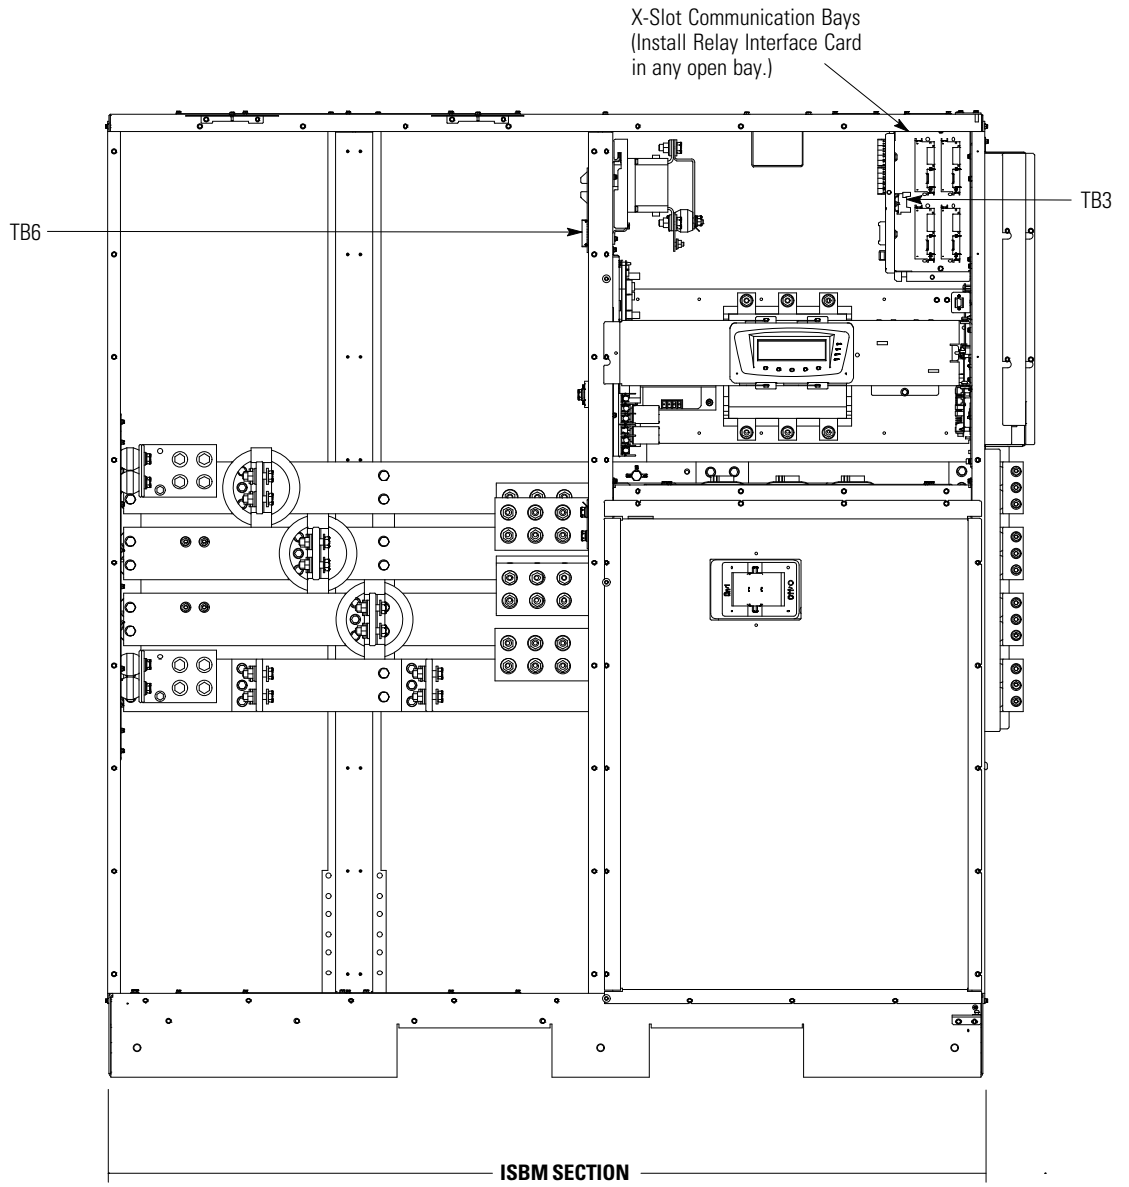 X-Slot Communication Bays
(Install Relay Interface Card
in any open bay.)
TB3
TB6
ISBM SECTION